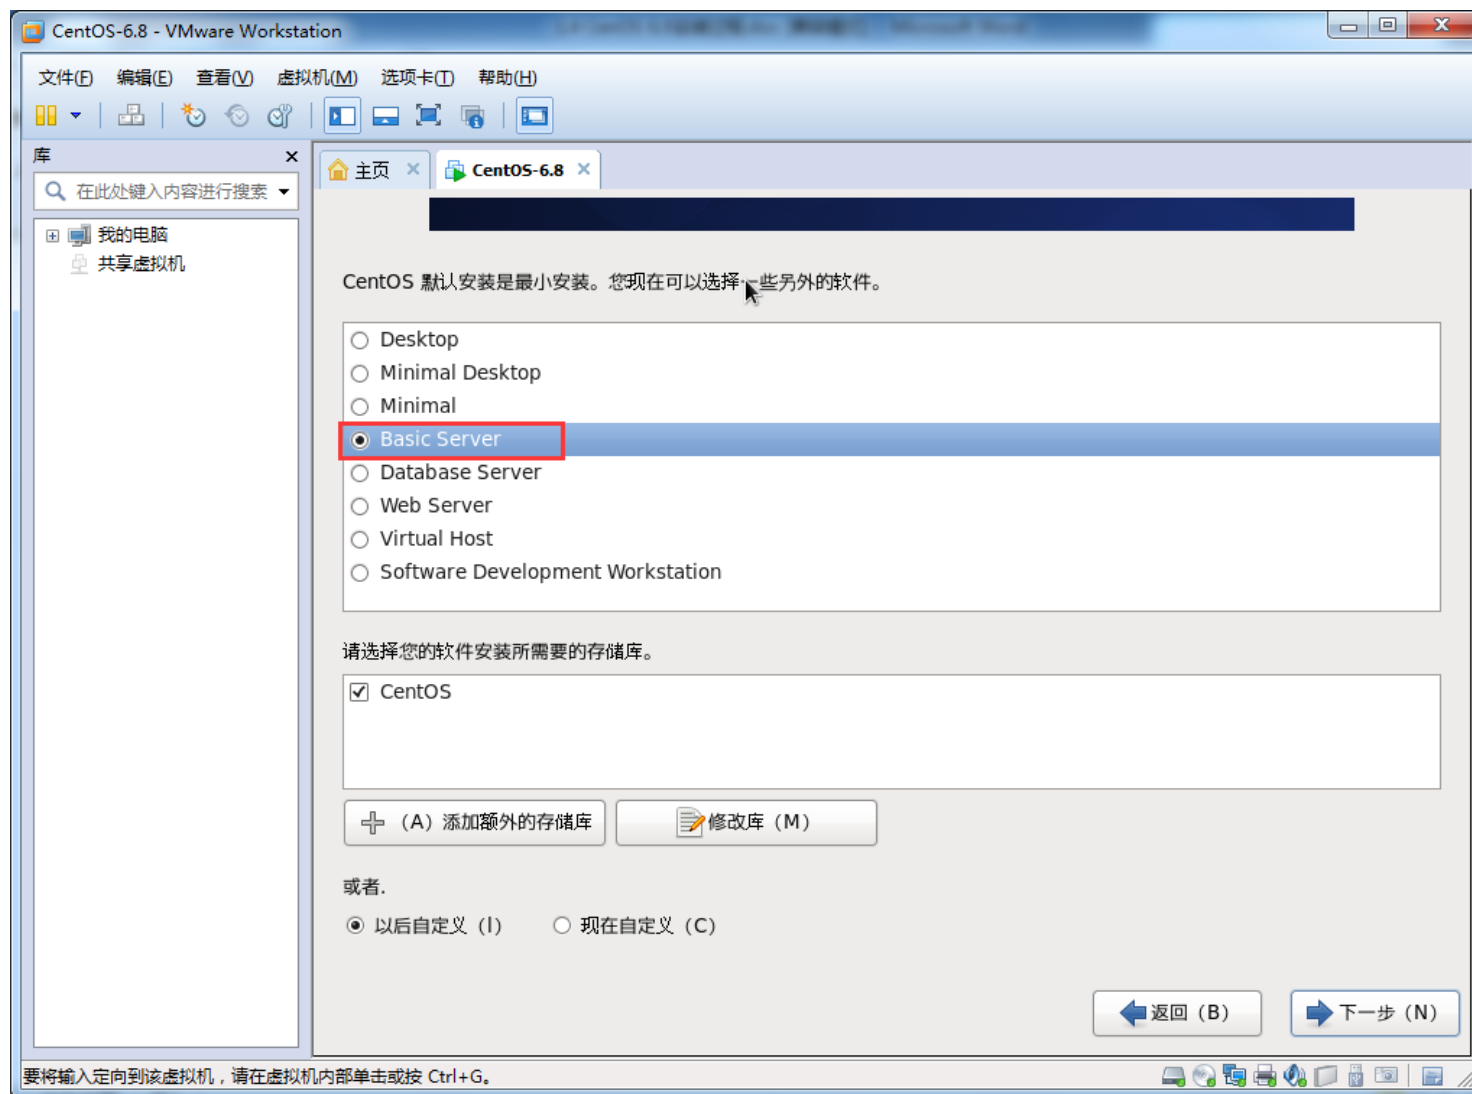 CentOS-6.8 - VMware Workstation
文件(F) 编辑(E) 查看(V) 虚拟机(M) 选项卡(T) 帮助(H)
库
在此处键入内容进行搜索
我的电脑
共享虚拟机
主页 CentOS-6.8
CentOS 默认安装是最小安装。您现在可以选择一些另外的软件。
Desktop
Minimal Desktop
Minimal
Basic Server
Database Server
Web Server
Virtual Host
Software Development Workstation
请选择您的软件安装所需要的存储库。
CentOS
（A）添加额外的存储库 修改库（M）
或者.
以后自定义（l） 现在自定义（C）
返回（B） 下一步（N）
要将输入定向到该虚拟机，请在虚拟机内部单击或按 Ctrl+G。